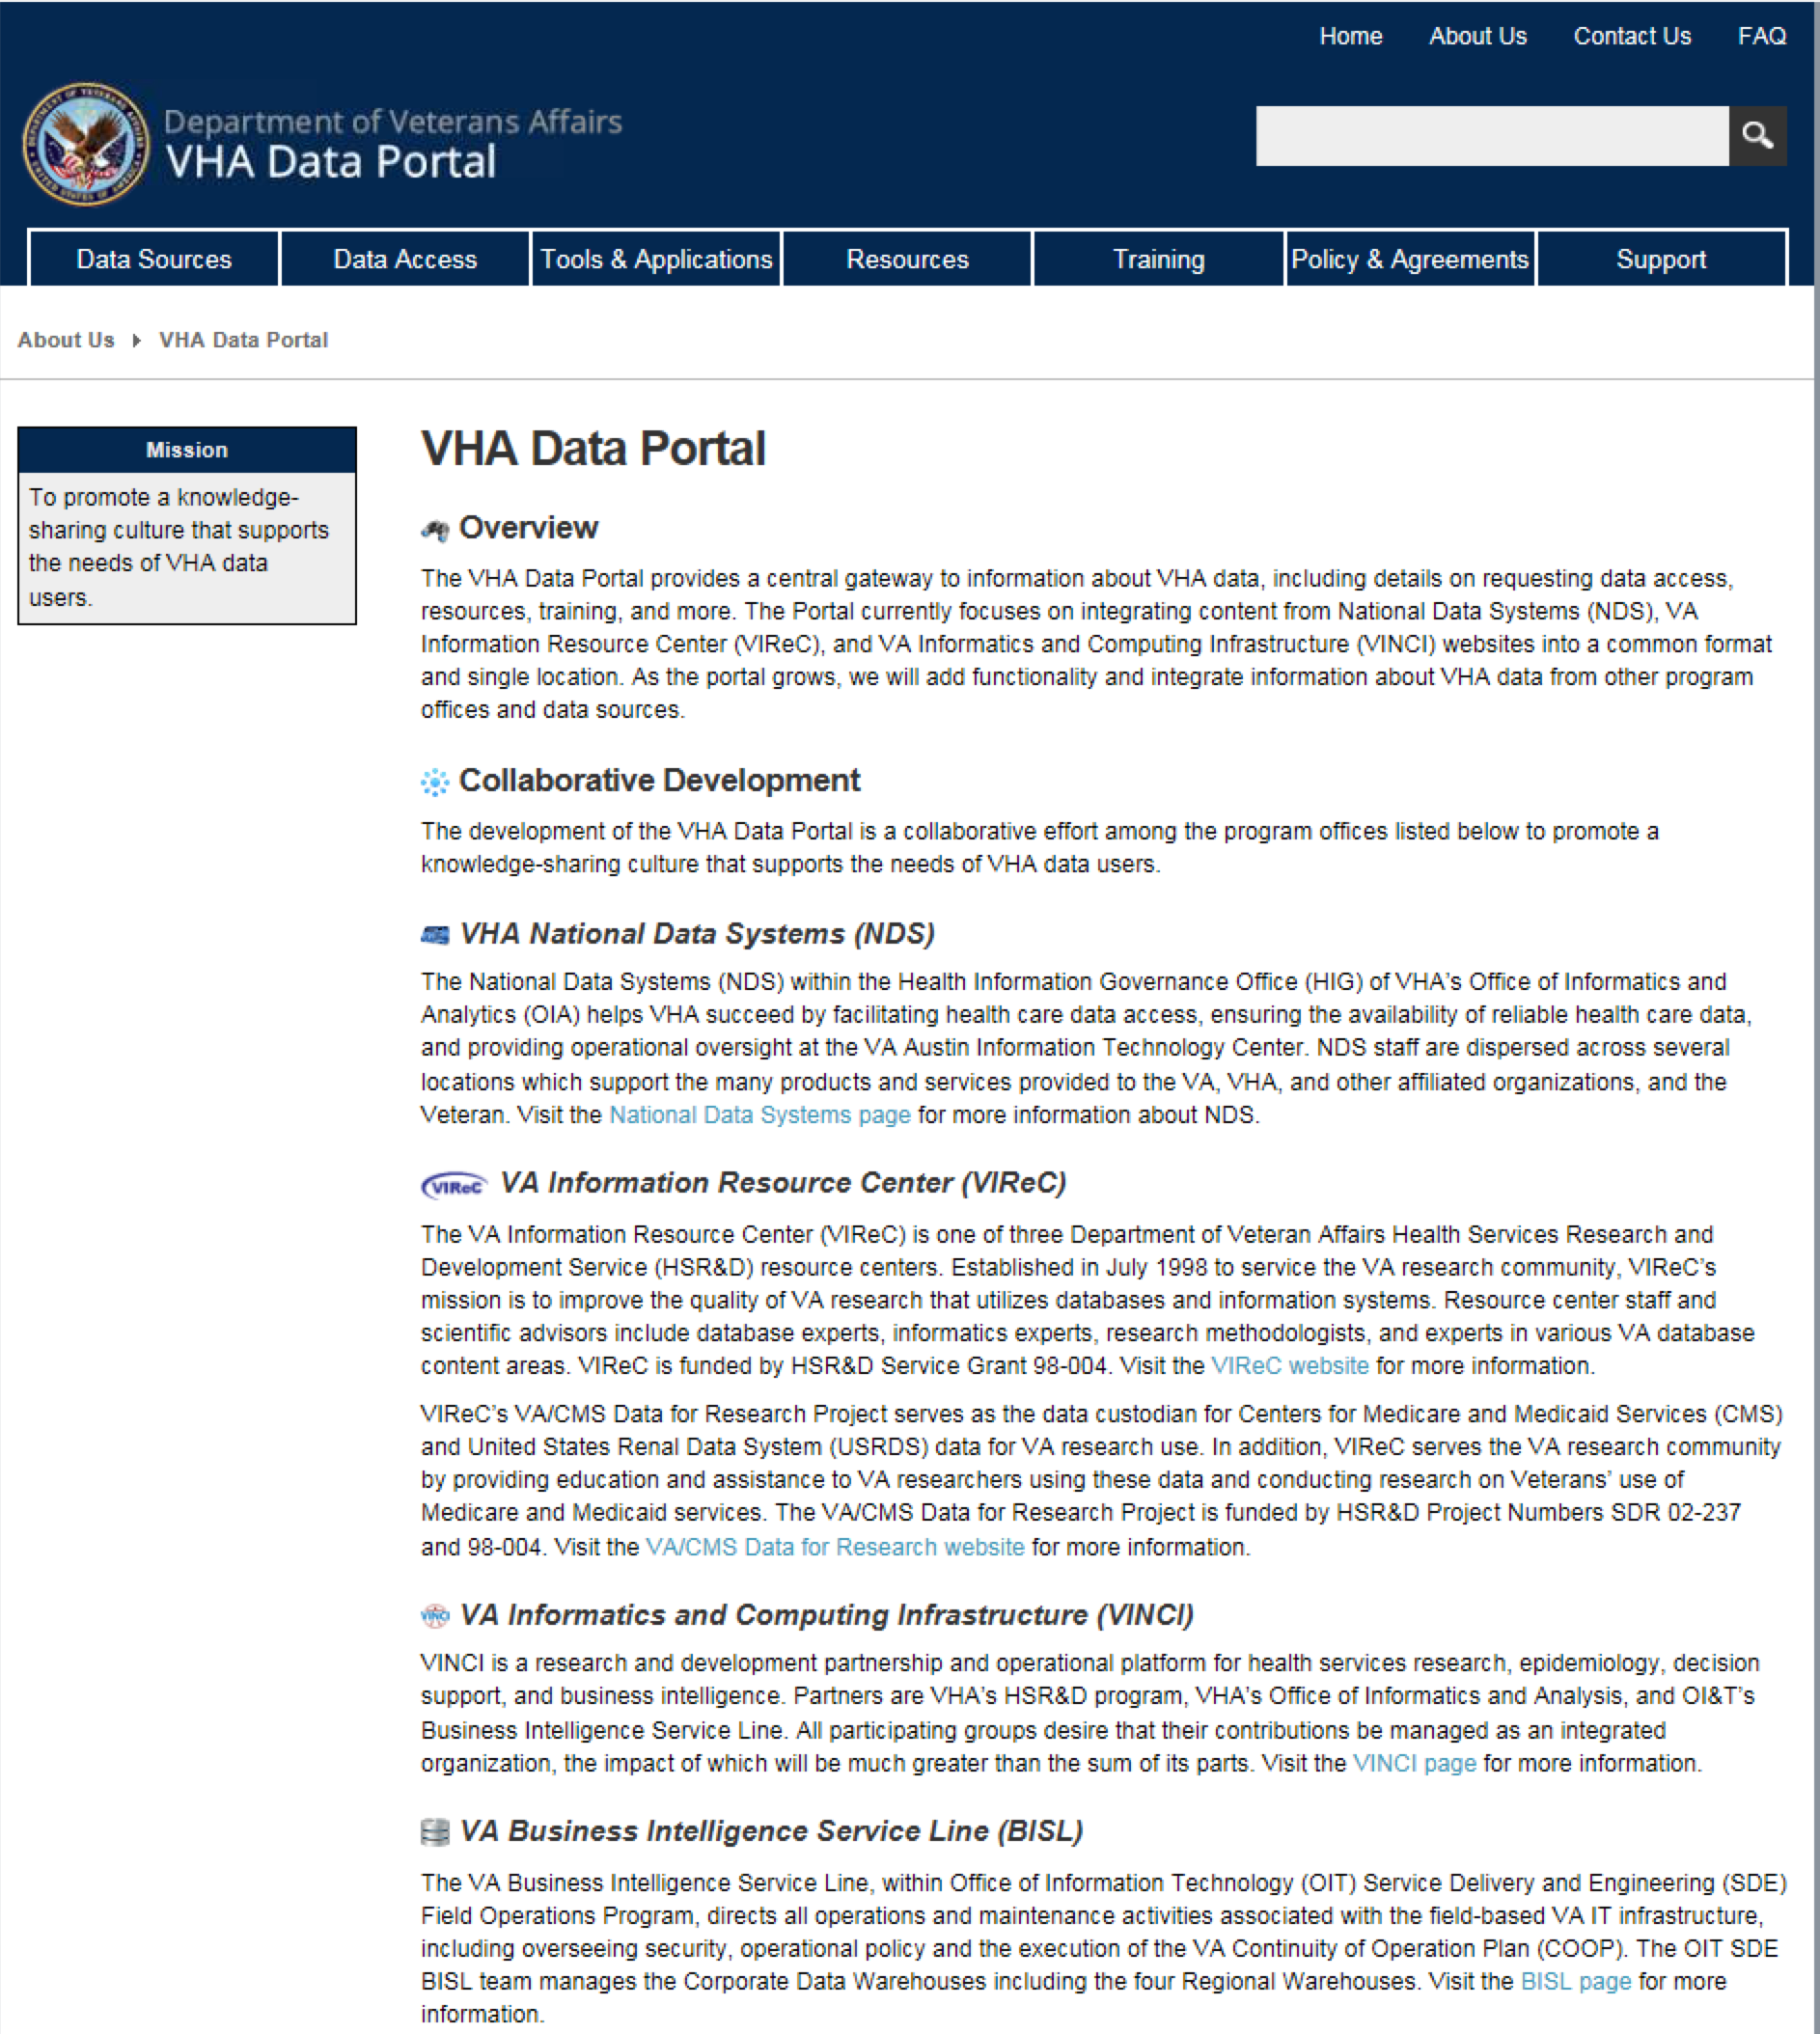 Home About Us Contact Us FAQ
Department of Veterans Affairs
VHA Data Portal
Data Sources Data Access Tools & Applications Resources Training Policy & Agreements Support
About Us VHA Data Portal
Mission
To promote a knowledge-
sharing culture that supports
the needs of VHA data
users.
VHA Data Portal
Overview
The VHA Data Portal provides a central gateway to information about VHA data, including details on requesting data access,
resources, training, and more. The Portal currently focuses on integrating content from National Data Systems (NDS), VA
Information Resource Center (VIReC), and VA Informatics and Computing Infrastructure (VINCI) websites into a common format
and single location. As the portal grows, we will add functionality and integrate information about VHA data from other program
offices and data sources.
Collaborative Development
The development of the VHA Data Portal is a collaborative effort among the program offices listed below to promote a
knowledge-sharing culture that supports the needs of VHA data users.
VHA National Data Systems (NDS)
The National Data Systems (NDS) within the Health Information Governance Office (HIG) of VHA's Office of Informatics and
Analytics (OIA) helps VHA succeed by facilitating health care data access, ensuring the availability of reliable health care data,
and providing operational oversight at the VA Austin Information Technology Center. NDS staff are dispersed across several
locations which support the many products and services provided to the VA, VHA, and other affiliated organizations, and the
Veteran. Visit the National Data Systems page for more information about NDS.
VIReC VA Information Resource Center (VIReC)
The VA Information Resource Center (VIReC) is one of three Department of Veteran Affairs Health Services Research and
Development Service (HSR&D) resource centers. Established in July 1998 to service the VA research community, VIReC's
mission is to improve the quality of VA research that utilizes databases and information systems. Resource center staff and
scientific advisors include database experts, informatics experts, research methodologists, and experts in various VA database
content areas. VIReC is funded by HSR&D Service Grant 98-004. Visit the VIReC website for more information.
VIReC's VA/CMS Data for Research Project serves as the data custodian for Centers for Medicare and Medicaid Services (CMS)
and United States Renal Data System (USRDS) data for VA research use. In addition, VIReC serves the VA research community
by providing education and assistance to VA researchers using these data and conducting research on Veterans' use of
Medicare and Medicaid services. The VA/CMS Data for Research Project is funded by HSR&D Project Numbers SDR 02-237
and 98-004. Visit the VA/CMS Data for Research website for more information.
VINCI VA Informatics and Computing Infrastructure (VINCI)
VINCI is a research and development partnership and operational platform for health services research, epidemiology, decision
support, and business intelligence. Partners are VHA's HSR&D program, VHA's Office of Informatics and Analysis, and OI&T's
Business Intelligence Service Line. All participating groups desire that their contributions be managed as an integrated
organization, the impact of which will be much greater than the sum of its parts. Visit the VINCI page for more information.
VA Business Intelligence Service Line (BISL)
The VA Business Intelligence Service Line, within Office of Information Technology (OIT) Service Delivery and Engineering (SDE)
Field Operations Program, directs all operations and maintenance activities associated with the field-based VA IT infrastructure,
including overseeing security, operational policy and the execution of the VA Continuity of Operation Plan (COOP). The OIT SDE
BISL team manages the Corporate Data Warehouses including the four Regional Warehouses. Visit the BISL page for more
information.